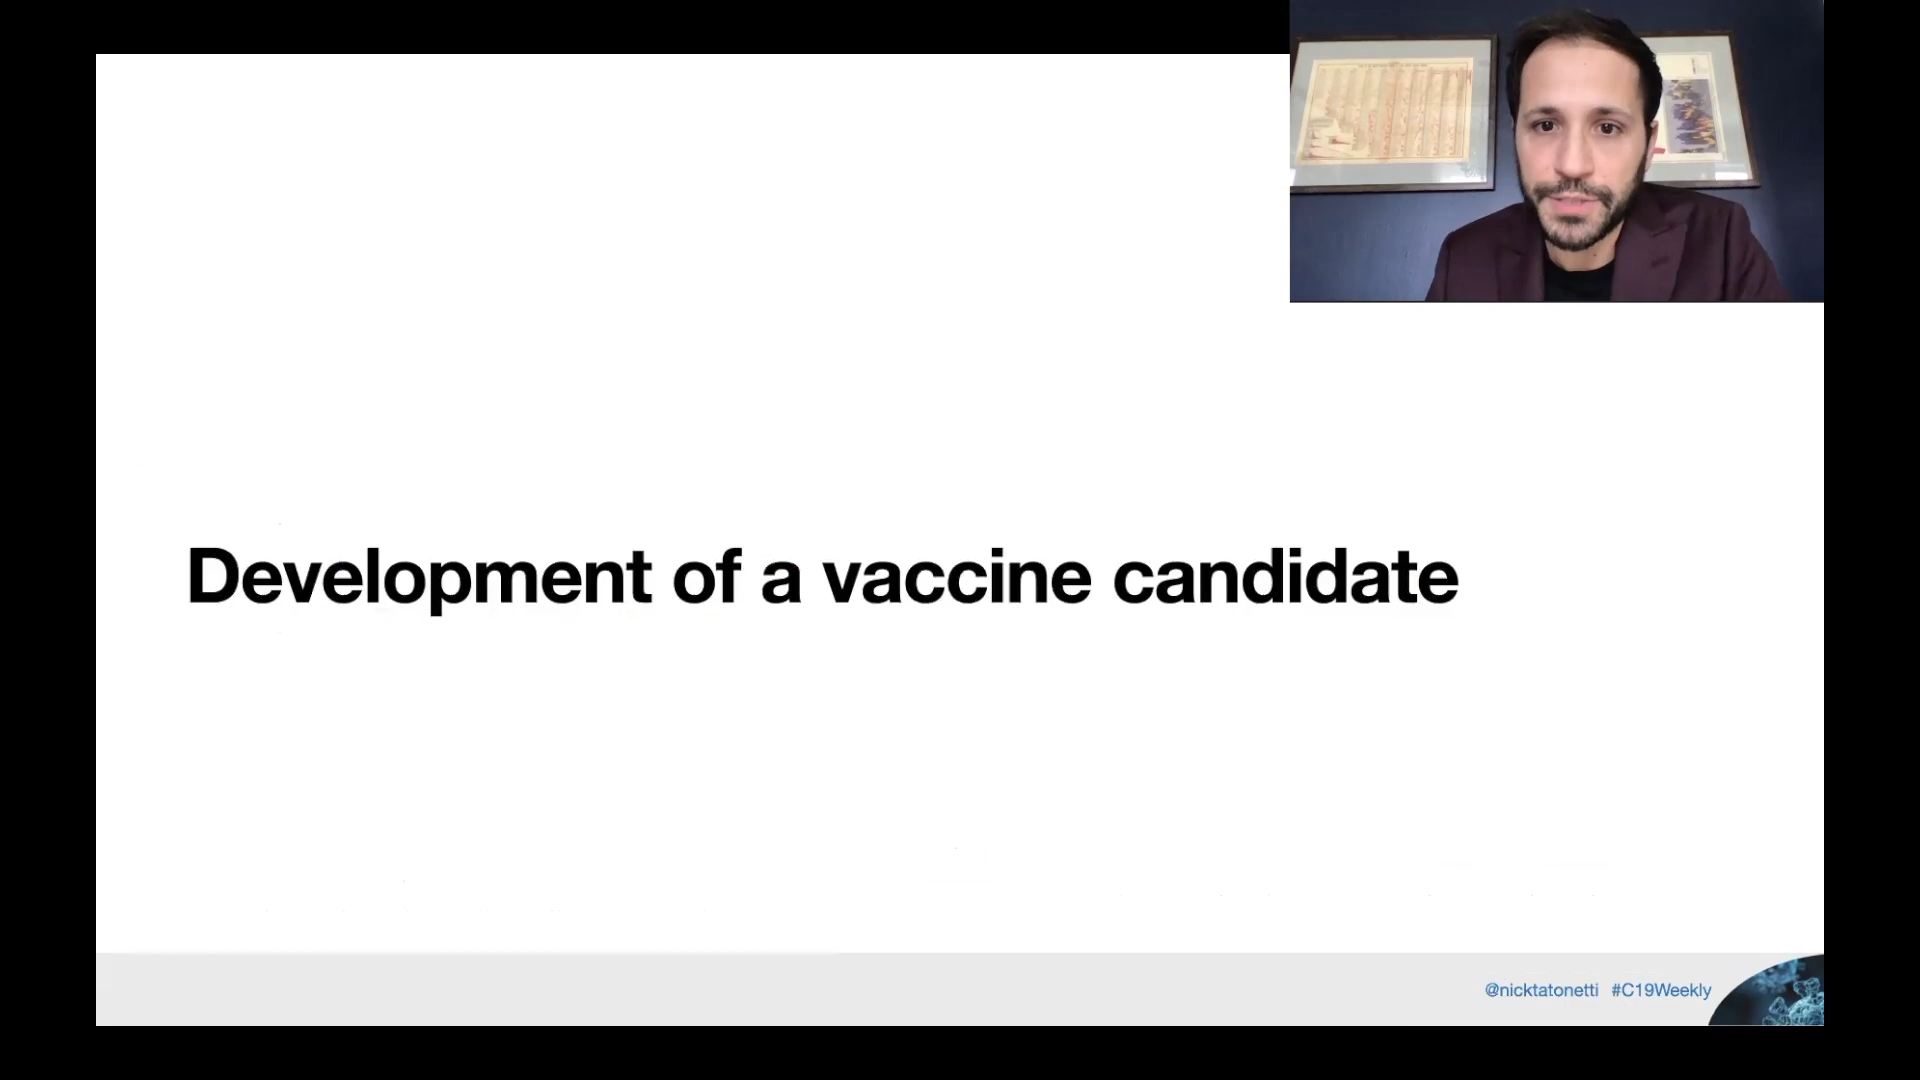 Development of a vaccine candidate
@nicktatonetti #C19Weekly